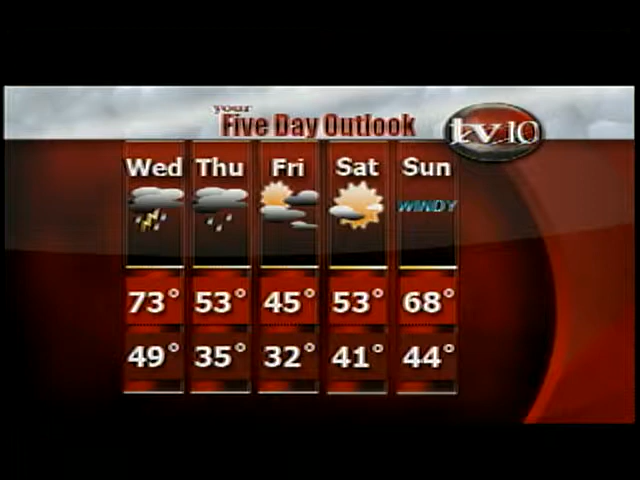 your
Five Day Outlook
tv10
Wed Thu Fri Sat Sun
WINDY
73° 53° 45° 53° 68°
49° 35° 32° 41° 44°